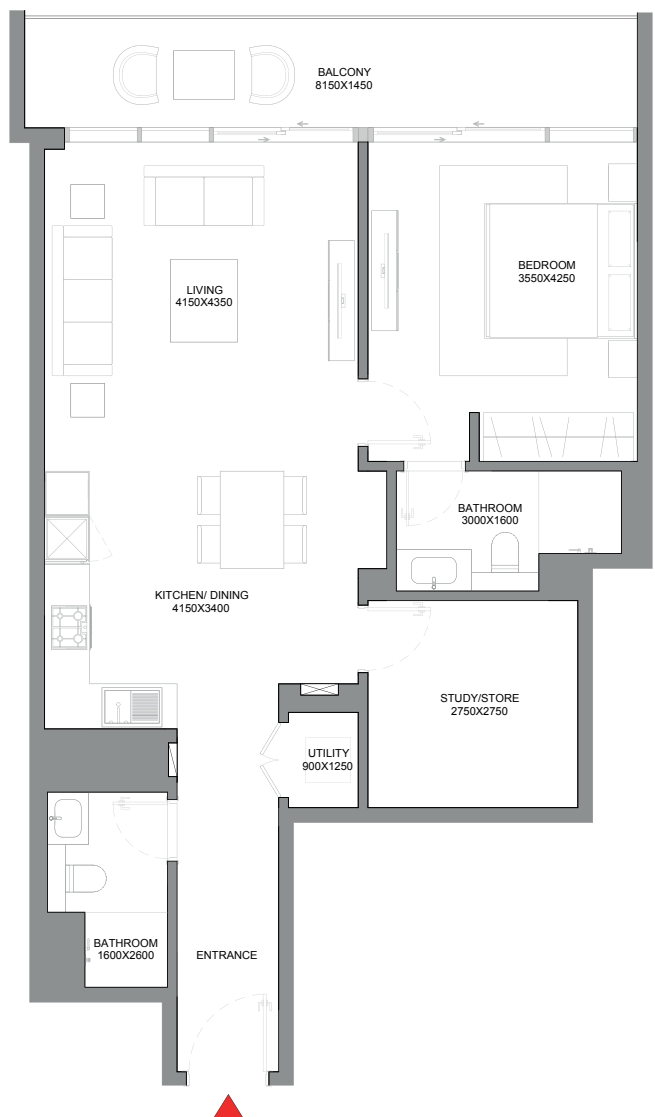 BALCONY
8150X1450
BEDROOM
3550X4250
LIVING
4150X4350
BATHROOM
3000X1600
KITCHEN/ DINING
4150X3400
STUDY/STORE
2750X2750
UTILITY
900X1250
BATHROOM
1600X2600
ENTRANCE